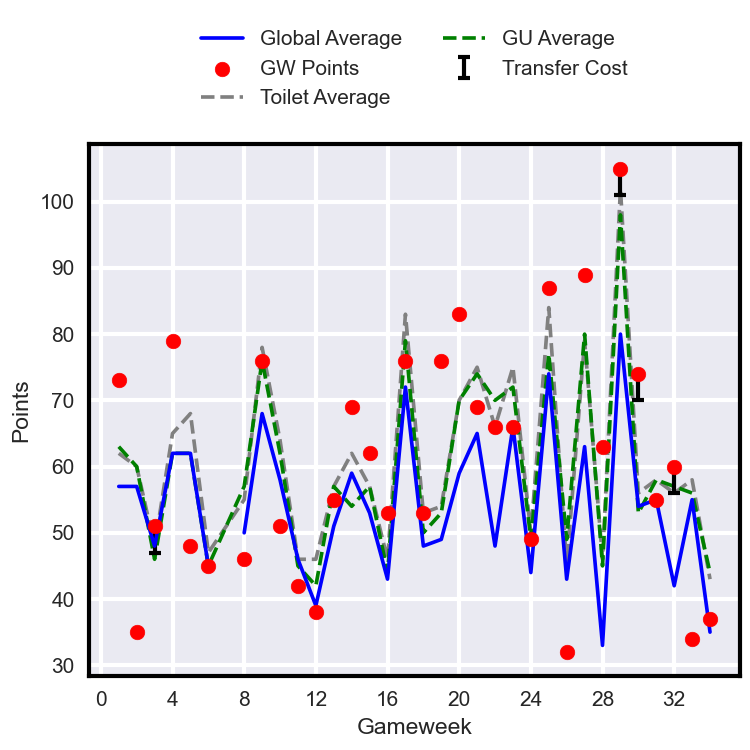 Global Average
GU Average
GW Points
Transfer Cost
Toilet Average
100
90
80
70
60
50
40
30
Points
0 4 8 12 16 20 24 28 32
Gameweek